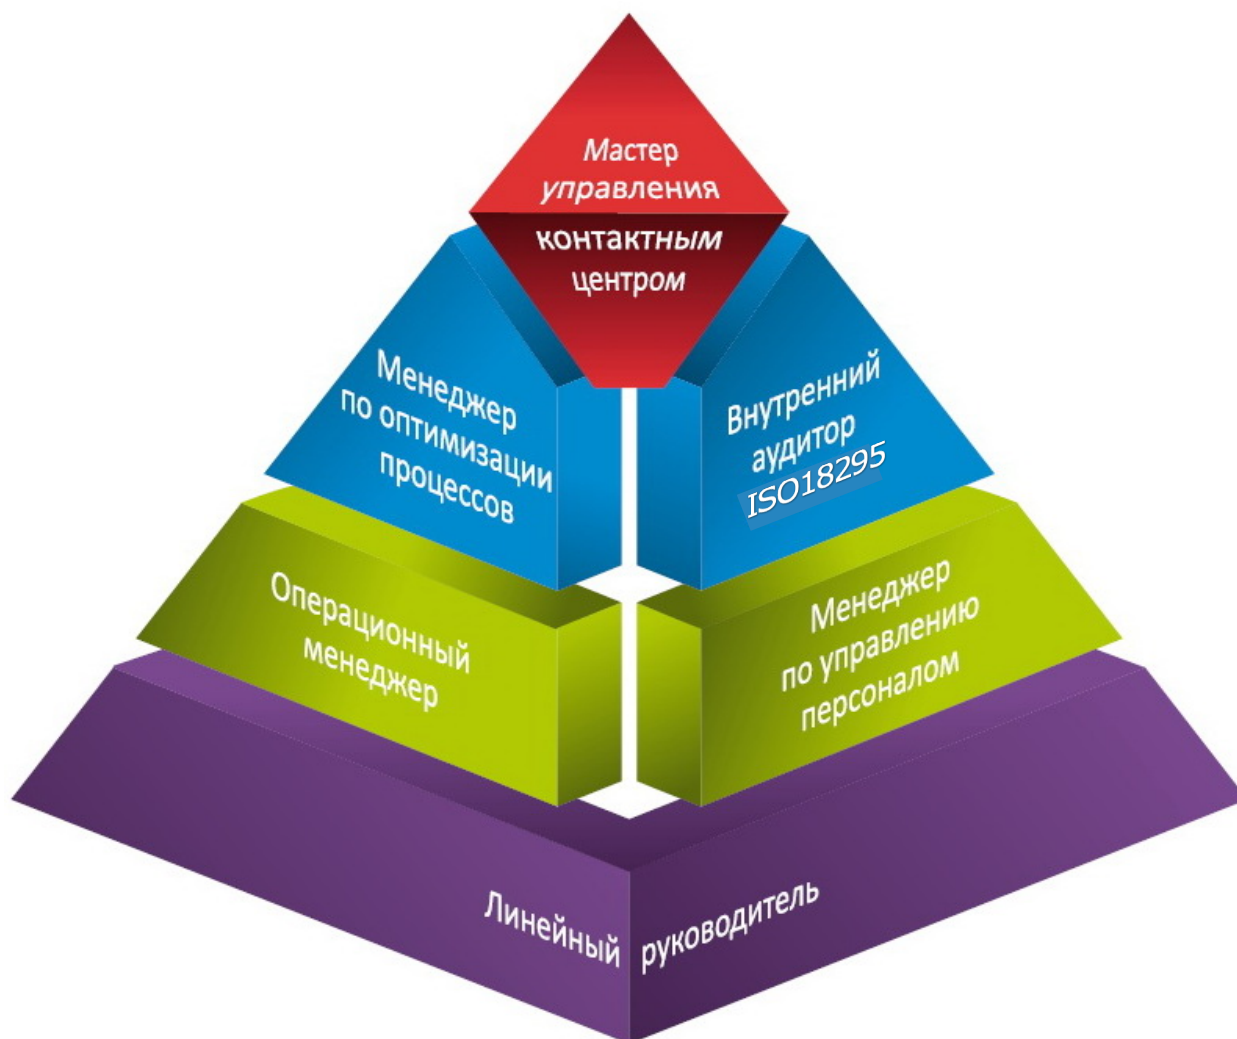 Мастер
управления
контактным
центром
Менеджер
по оптимизации
процессов
Внутренний
аудитор
ISO18295
Операционный
менеджер
Менеджер
по управлению
персоналом
Линейный руководитель